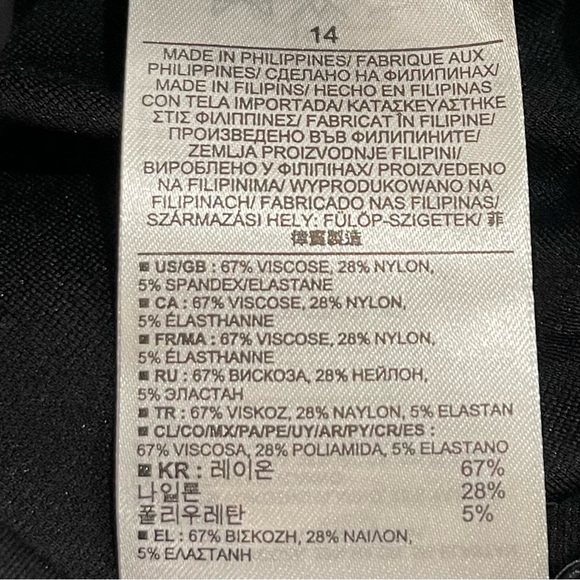 14
MADE IN PHILIPPINES/ FABRIQUE AUX
PHILIPPINES/ СДЕЛАНО НА ФИЛИПИНАХ/
MADE IN FILIPINS/ HECHO EN FILIPINAS
CON TELA IMPORTADA/ ΚΑΤΑΣΚΕΥΑΣΤΗΚΕ
ΣΤΙΣ ΦΙΛΙΠΠΙΝΕΣ/ FABRICAT ÎN FILIPINE/
ПРОИЗВЕДЕНО ВЪВ ФИЛИПИНИТЕ/
ZEMLJA PROIZVODNJE FILIPINI/
ВИРОБЛЕНО У ФІЛІПІНАХ/ PROIZVEDENO
NA FILIPINIMA/ WYPRODUKOWANO NA
FILIPINACH/ FABRICADO NAS FILIPINAS/
SZÁRMAZÁSI HELY: FÜLÖP-SZIGETEK/ 菲
律賓製造
US/GB : 67% VISCOSE, 28% NYLON,
5% SPANDEX/ELASTANE
CA : 67% VISCOSE, 28% NYLON,
5% ÉLASTHANNE
FR/MA : 67% VISCOSE, 28% NYLON,
5% ÉLASTHANNE
RU : 67% ВИСКОЗА, 28% НЕЙЛОН,
5% ЭЛАСТАН
TR : 67% VISKOZ, 28% NAYLON, 5% ELASTAN
CL/CO/MX/PA/PE/UY/AR/PY/CR/ES :
67% VISCOSA, 28% POLIAMIDA, 5% ELASTANO
KR : 레이온 67%
나일론 28%
폴리우레탄 5%
EL : 67% ΒΙΣΚΟΖΗ, 28% ΝΑΙΛΟΝ,
5% ΕΛΑΣΤΑΝΗ